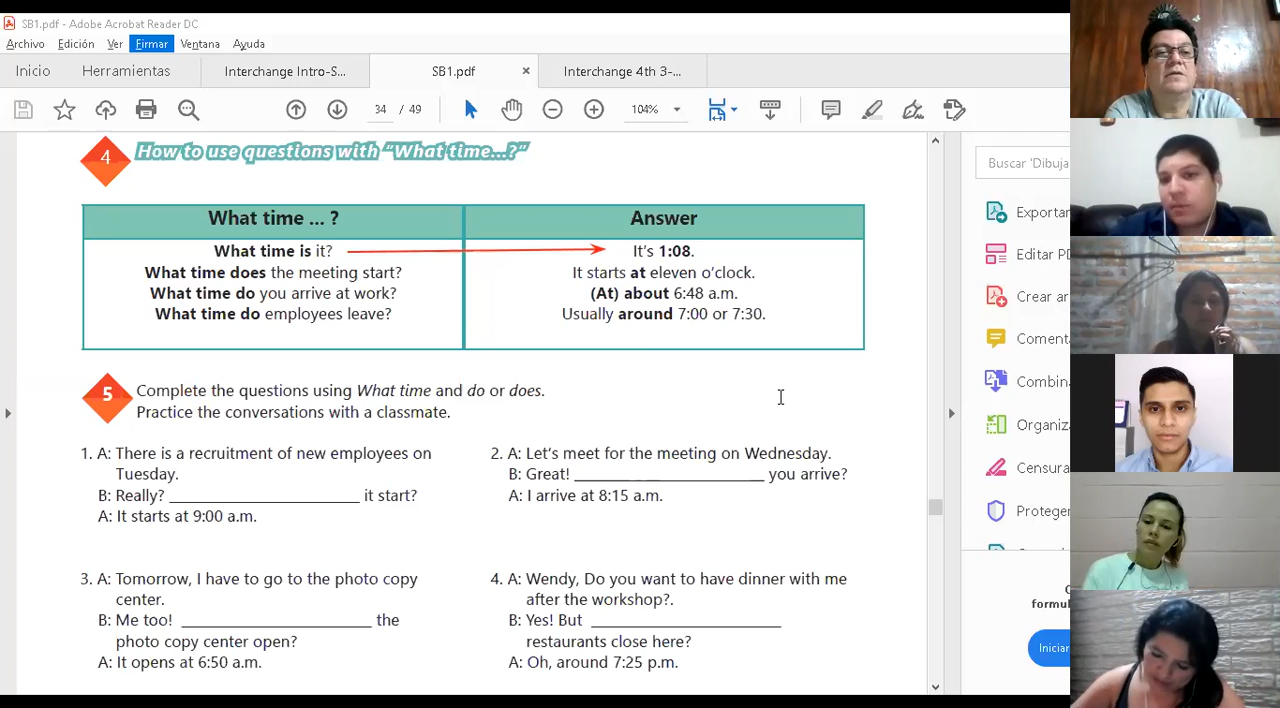 SB1.pdf - Adobe Acrobat Reader DC
Archivo Edición Ver Firmar Ventana Ayuda
Inicio Herramientas Interchange Intro-S... SB1.pdf × Interchange 4th 3-...
34 / 49 104%
4 How to use questions with “What time...?”
What time ... ? Answer
What time is it? It’s 1:08.
What time does the meeting start? It starts at eleven o’clock.
What time do you arrive at work? (At) about 6:48 a.m.
What time do employees leave? Usually around 7:00 or 7:30.
5 Complete the questions using What time and do or does.
Practice the conversations with a classmate.
1. A: There is a recruitment of new employees on
Tuesday.
B: Really? ____________________ it start?
A: It starts at 9:00 a.m.
2. A: Let’s meet for the meeting on Wednesday.
B: Great! ____________________ you arrive?
A: I arrive at 8:15 a.m.
3. A: Tomorrow, I have to go to the photo copy
center.
B: Me too! ____________________ the
photo copy center open?
A: It opens at 6:50 a.m.
4. A: Wendy, Do you want to have dinner with me
after the workshop?.
B: Yes! But ____________________
restaurants close here?
A: Oh, around 7:25 p.m.
Buscar 'Dibuja
Exportar
Editar PD
Crear ar
Coment
Combin
Organiz
Censura
Proteger
formul
Iniciar